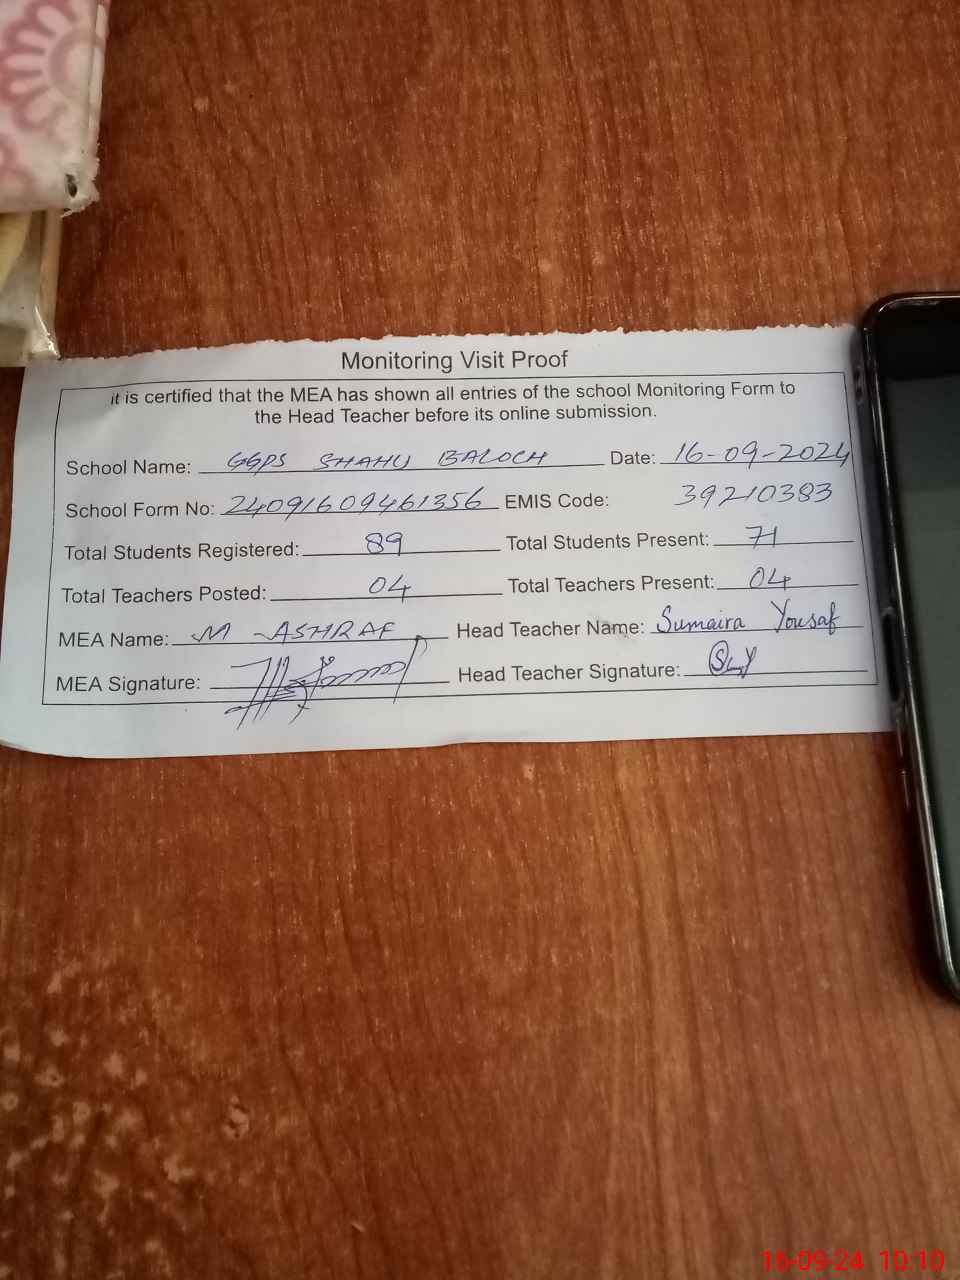 Monitoring Visit Proof
it is certified that the MEA has shown all entries of the school Monitoring Form to
the Head Teacher before its online submission.
School Name: GGPS SHAHU BALOCH Date: 16-09-2024
School Form No: 24091609461356 EMIS Code: 39210383
Total Students Registered: 89 Total Students Present: 71
Total Teachers Posted: 04 Total Teachers Present: 04
MEA Name: M ASHRAF Head Teacher Name: Sumaira Yousaf
MEA Signature: Head Teacher Signature:
16-09-24 10:10